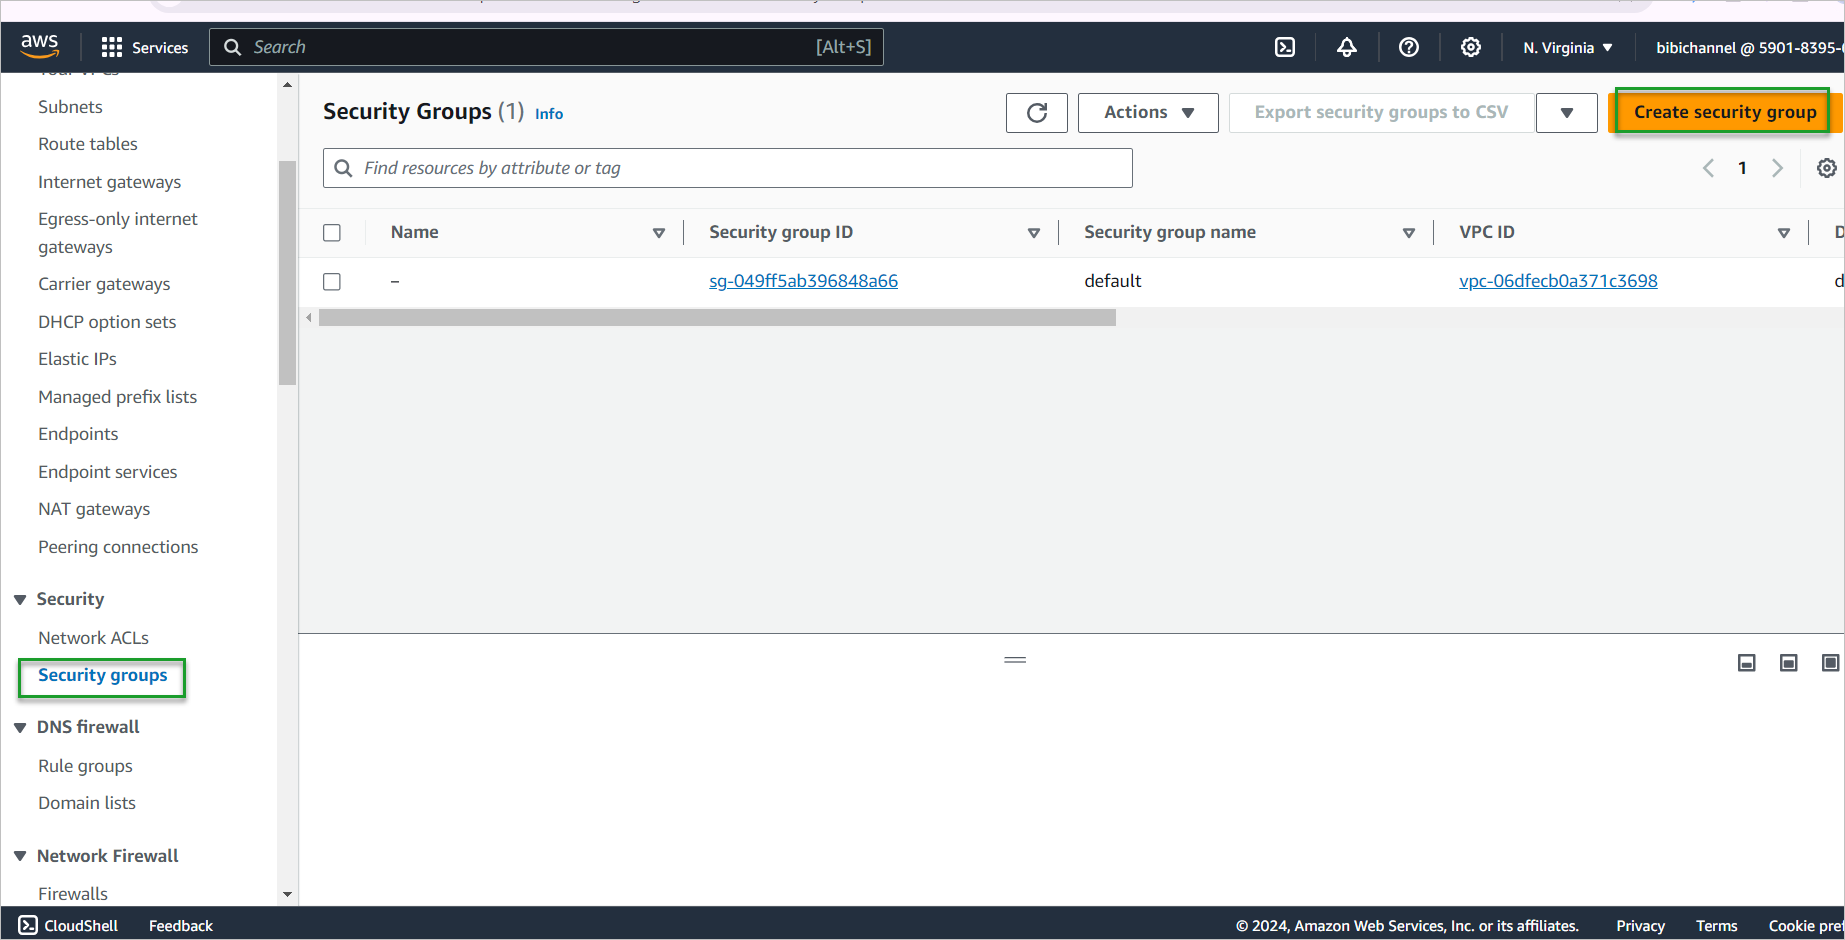 aws
Services
Search
[Alt+S]
N. Virginia
bibichannel @ 5901-8395-
Subnets
Route tables
Internet gateways
Egress-only internet
gateways
Carrier gateways
DHCP option sets
Elastic IPs
Managed prefix lists
Endpoints
Endpoint services
NAT gateways
Peering connections
Security
Network ACLs
Security groups
DNS firewall
Rule groups
Domain lists
Network Firewall
Firewalls
Security Groups (1) Info
Actions
Export security groups to CSV
Create security group
Find resources by attribute or tag
1
Name
Security group ID
Security group name
VPC ID
D
–
sg-049ff5ab396848a66
default
vpc-06dfecb0a371c3698
d
CloudShell
Feedback
© 2024, Amazon Web Services, Inc. or its affiliates.
Privacy
Terms
Cookie pre